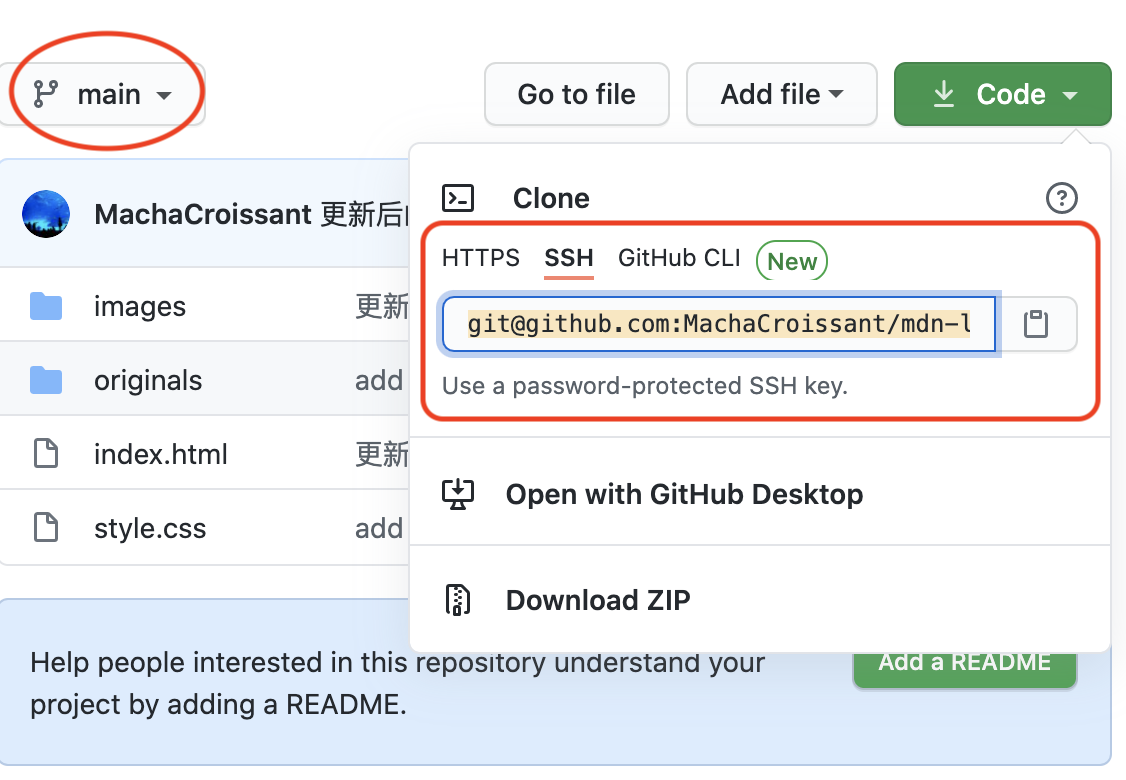 main
Go to file
Add file
Code
Clone
HTTPS SSH GitHub CLI New
git@github.com:MachaCroissant/mdn-l
Use a password-protected SSH key.
Open with GitHub Desktop
Download ZIP
MachaCroissant 更新后
images 更新
originals add
index.html 更新
style.css add
Help people interested in this repository understand your
project by adding a README.
Add a README